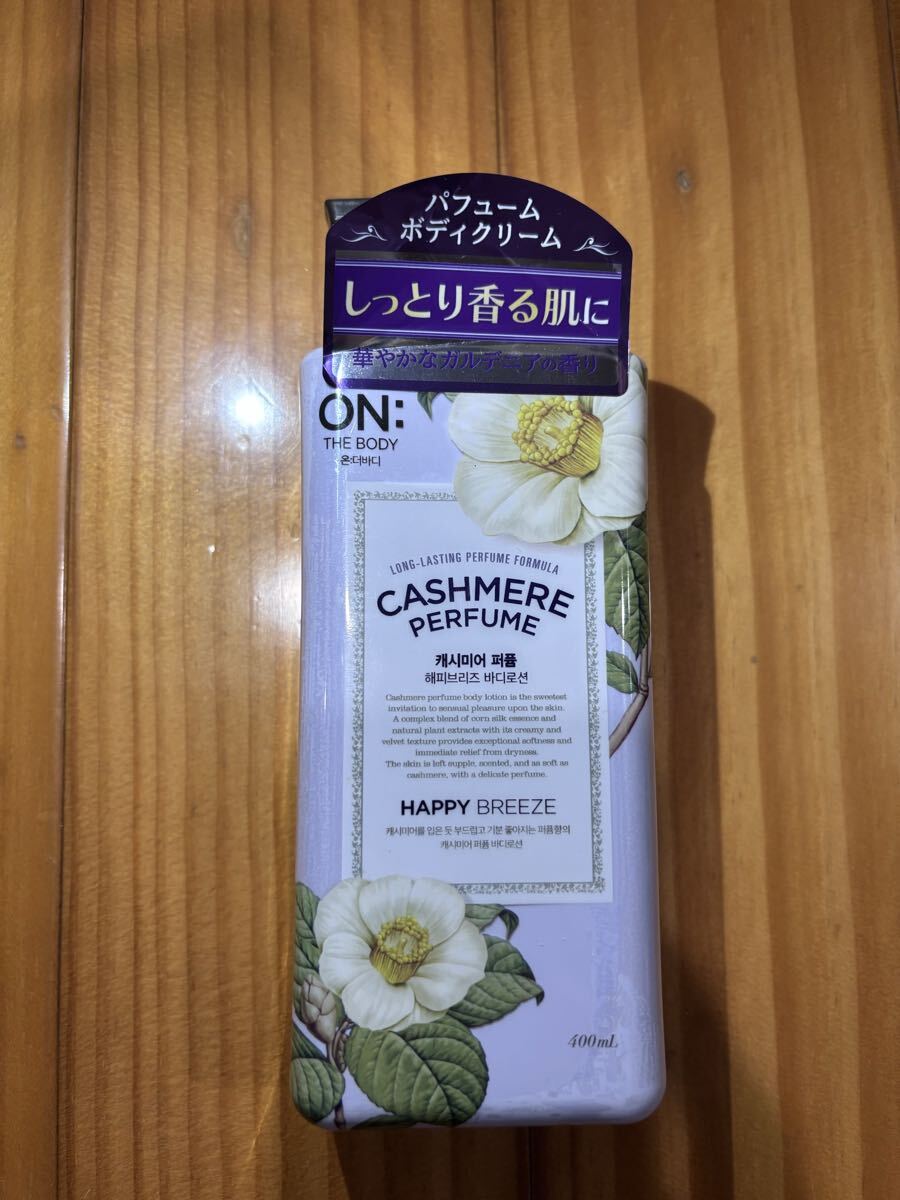 パフューム
ボディクリーム
しっとり香る肌に
華やかなガルデニアの香り
ON:
THE BODY
온:더바디
LONG-LASTING PERFUME FORMULA
CASHMERE
PERFUME
캐시미어 퍼퓸
해피브리즈 바디로션
Cashmere perfume body lotion is the sweetest
invitation to sensual pleasure upon the skin.
A complex blend of corn silk essence and
natural plant extracts with its creamy and
velvet texture provides exceptional softness and
immediate relief from dryness.
The skin is left supple, scented, and as soft as
cashmere, with a delicate perfume.
HAPPY BREEZE
캐시미어를 입은 듯 부드럽고 기분 좋아지는 퍼퓸향의
캐시미어 퍼퓸 바디로션
400mL